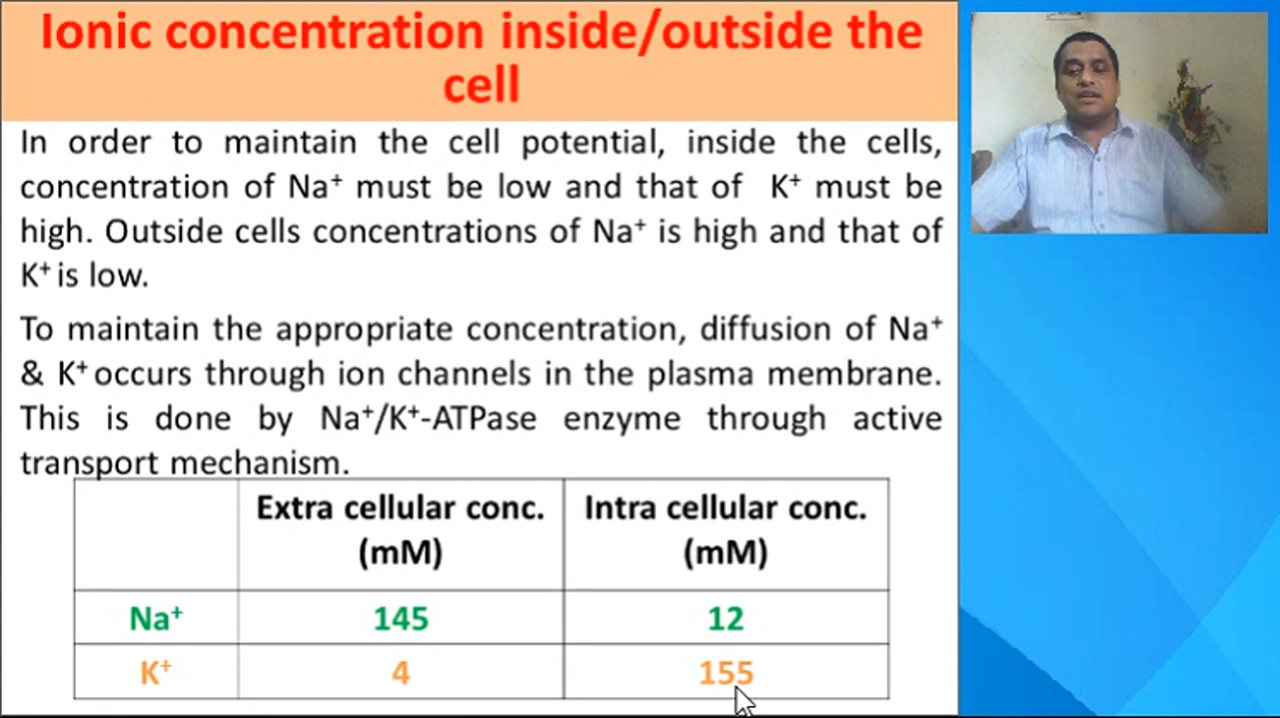 Ionic concentration inside/outside the
cell
In order to maintain the cell potential, inside the cells,
concentration of Na⁺ must be low and that of K⁺ must be
high. Outside cells concentrations of Na⁺ is high and that of
K⁺ is low.
To maintain the appropriate concentration, diffusion of Na⁺
& K⁺ occurs through ion channels in the plasma membrane.
This is done by Na⁺/K⁺-ATPase enzyme through active
transport mechanism.
Extra cellular conc. Intra cellular conc.
(mM) (mM)
Na⁺ 145 12
K⁺ 4 155